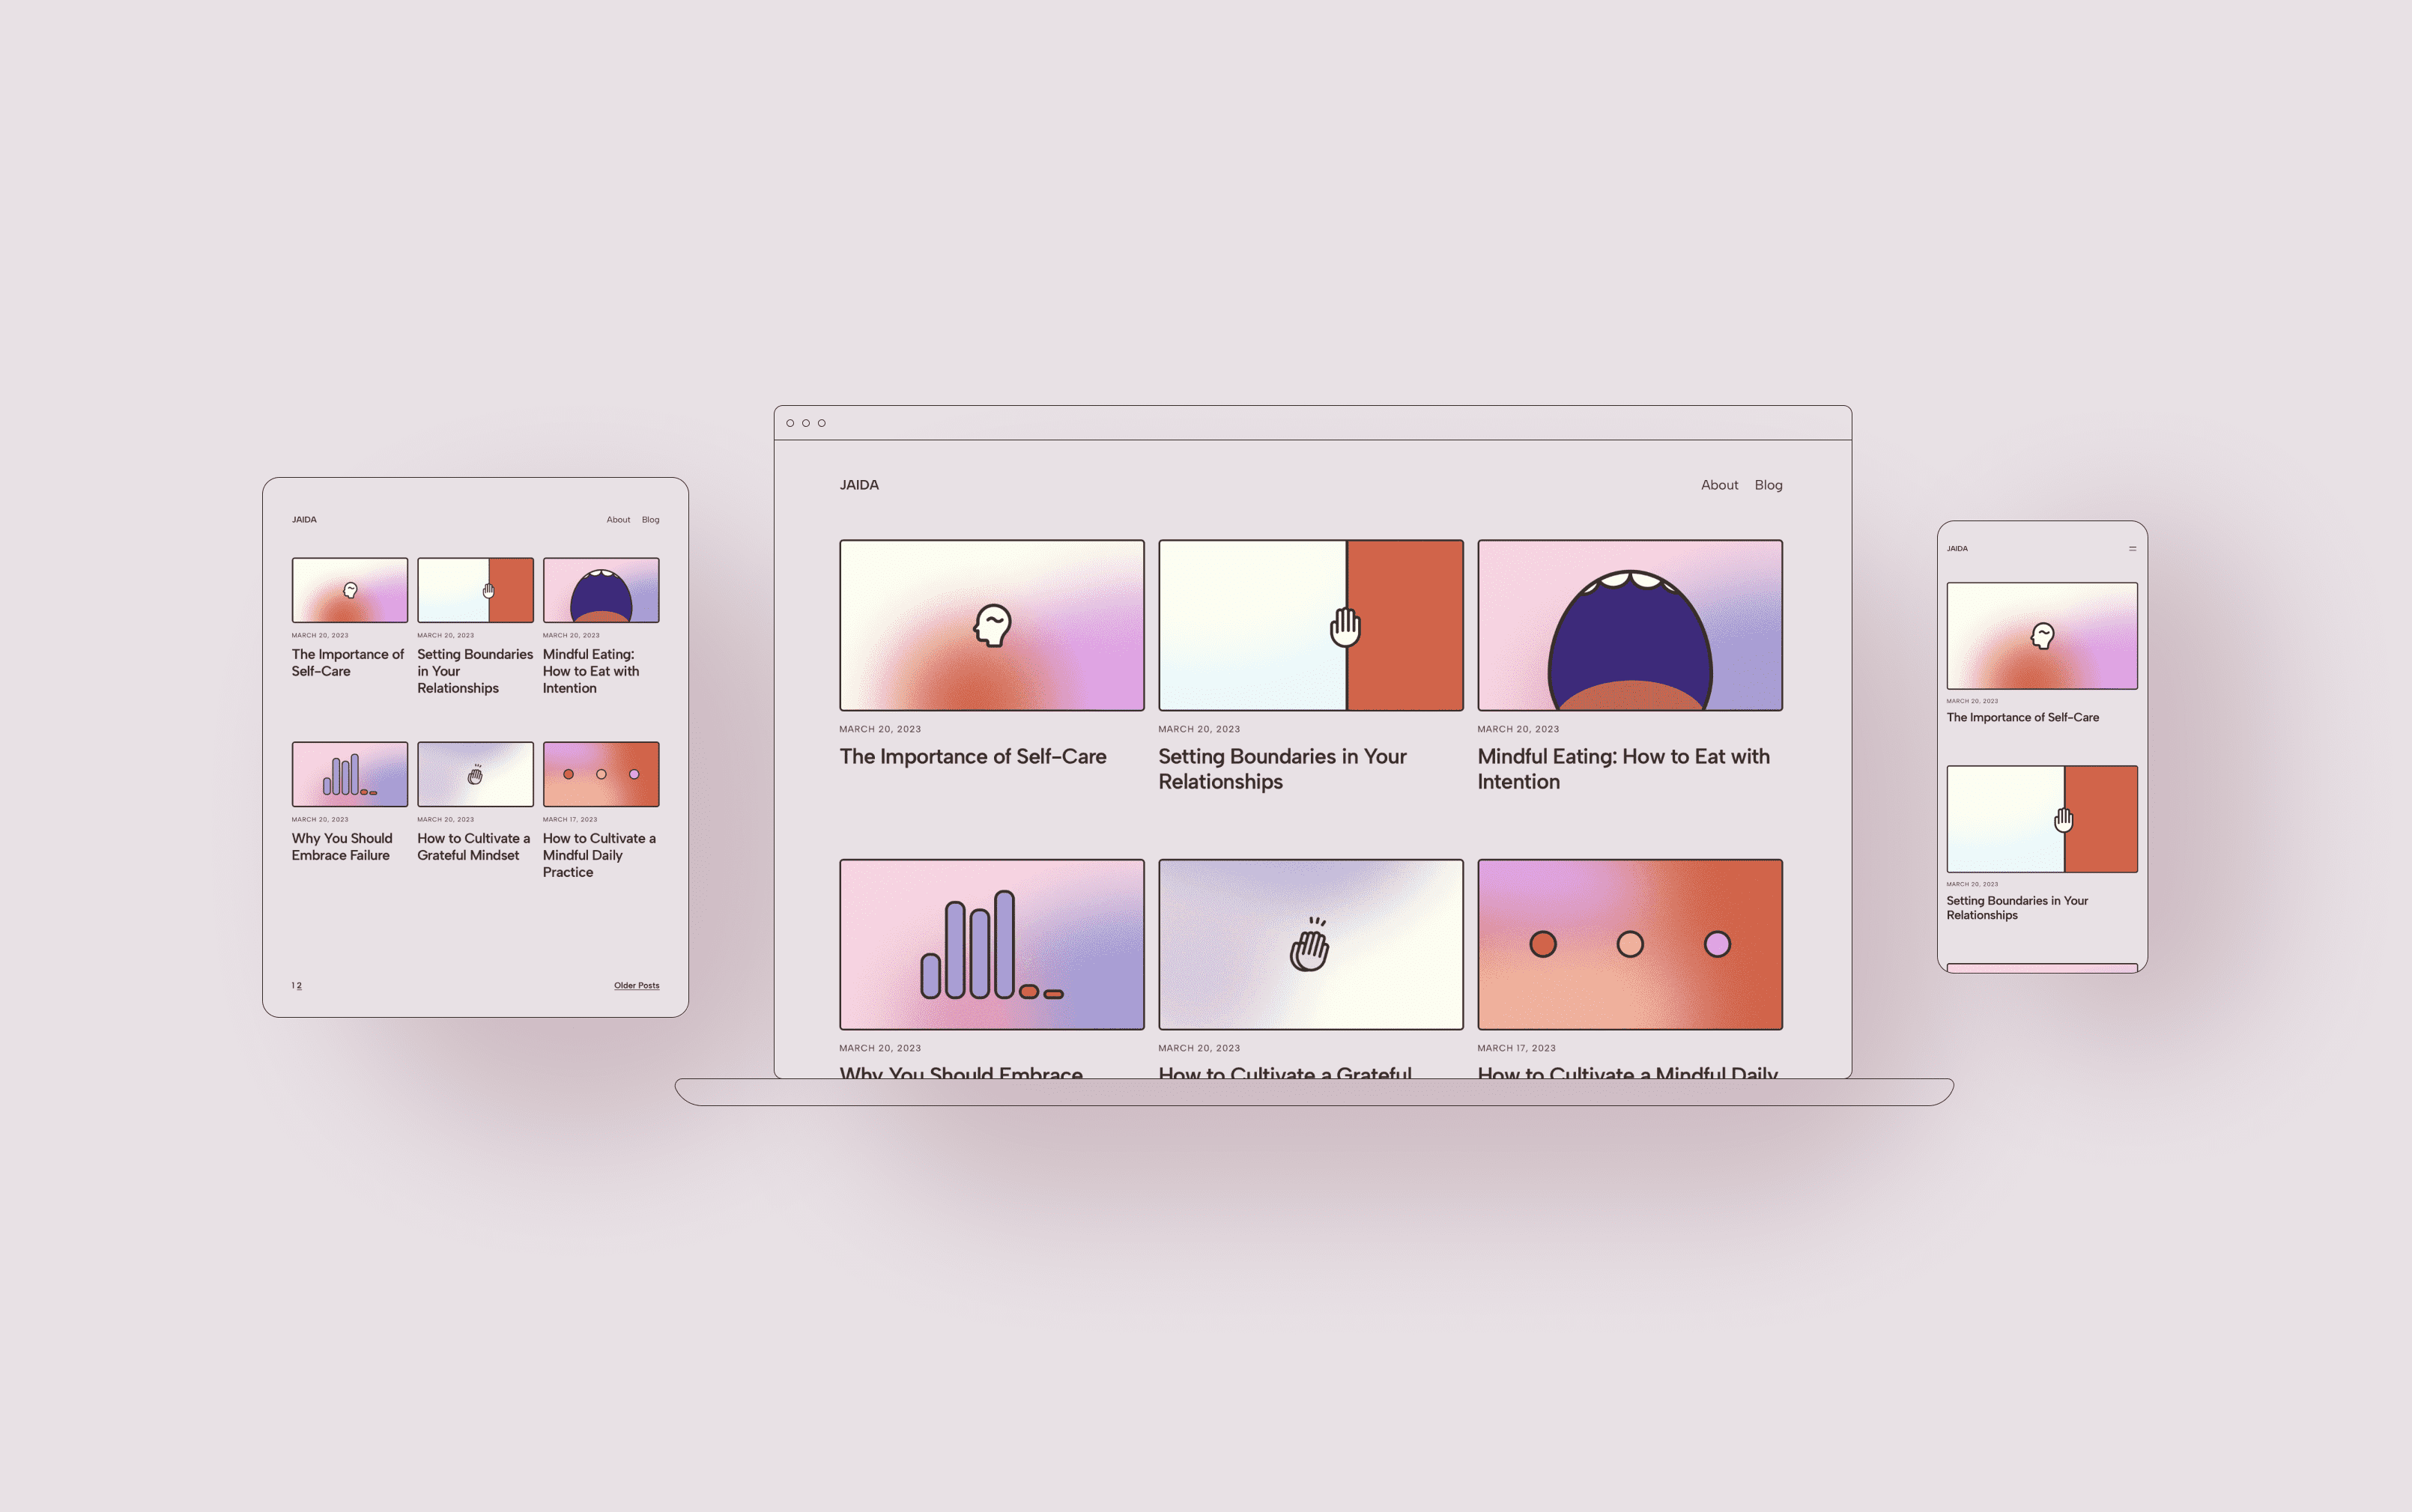 JAIDA
About Blog
MARCH 20, 2023
The Importance of
Self-Care
MARCH 20, 2023
Setting Boundaries
in Your
Relationships
MARCH 20, 2023
Mindful Eating:
How to Eat with
Intention
MARCH 20, 2023
Why You Should
Embrace Failure
MARCH 20, 2023
How to Cultivate a
Grateful Mindset
MARCH 17, 2023
How to Cultivate a
Mindful Daily
Practice
1 2
Older Posts
JAIDA
About Blog
MARCH 20, 2023
The Importance of Self-Care
MARCH 20, 2023
Setting Boundaries in Your
Relationships
MARCH 20, 2023
Mindful Eating: How to Eat with
Intention
MARCH 20, 2023
Why You Should Embrace
MARCH 20, 2023
How to Cultivate a Grateful
MARCH 17, 2023
How to Cultivate a Mindful Daily
JAIDA
MARCH 20, 2023
The Importance of Self-Care
MARCH 20, 2023
Setting Boundaries in Your
Relationships